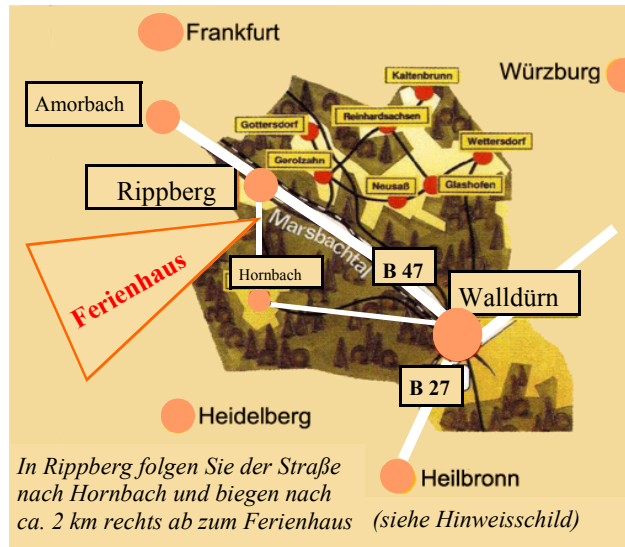 Frankfurt
Würzburg
Kaltenbrunn
Amorbach
Reinhardsachsen
Gottersdorf
Wettersdorf
Gerolzahn
Rippberg
Neusaß
Glashofen
Marsbachtal
Ferienhaus
Hornbach
B 47
Walldürn
B 27
Heidelberg
Heilbronn
In Rippberg folgen Sie der Straße
nach Hornbach und biegen nach
ca. 2 km rechts ab zum Ferienhaus
(siehe Hinweisschild)